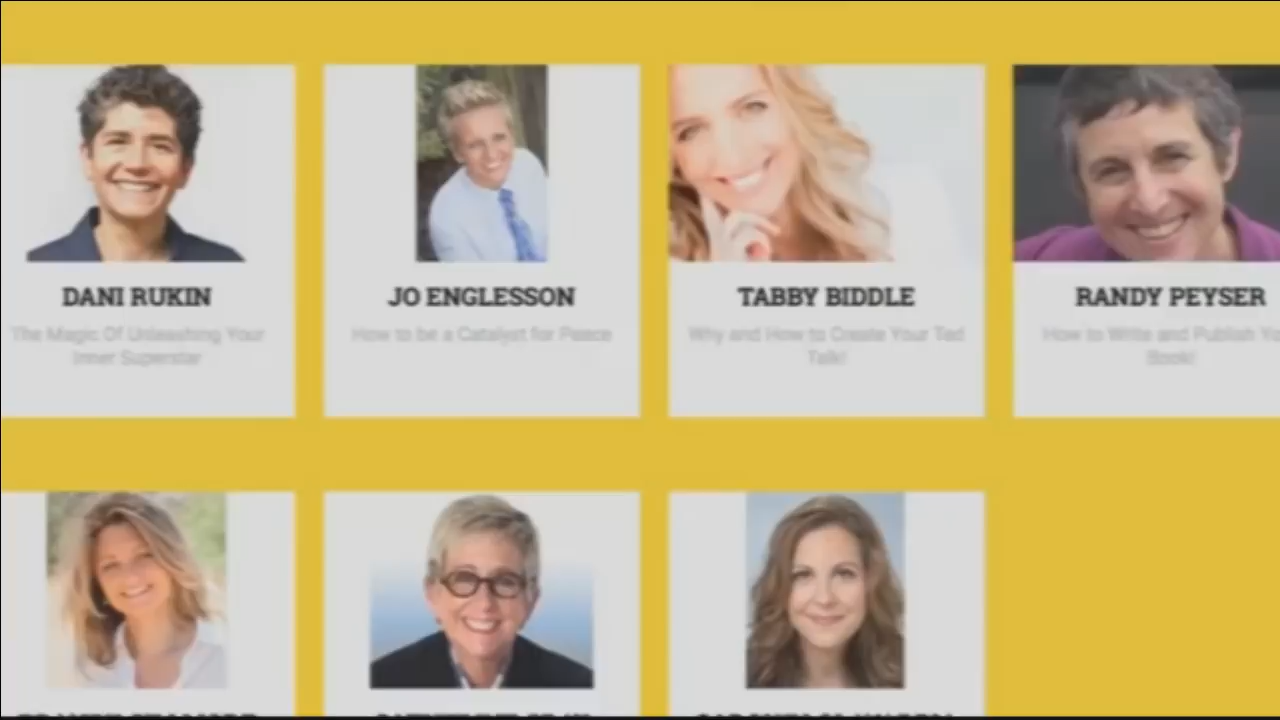 DANI RUKIN
The Magic Of Unleashing Your
Inner Superstar
JO ENGLESSON
How to be a Catalyst for Peace
TABBY BIDDLE
Why and How to Create Your Ted
Talk!
RANDY PEYSER
How to Write and Publish
Book!